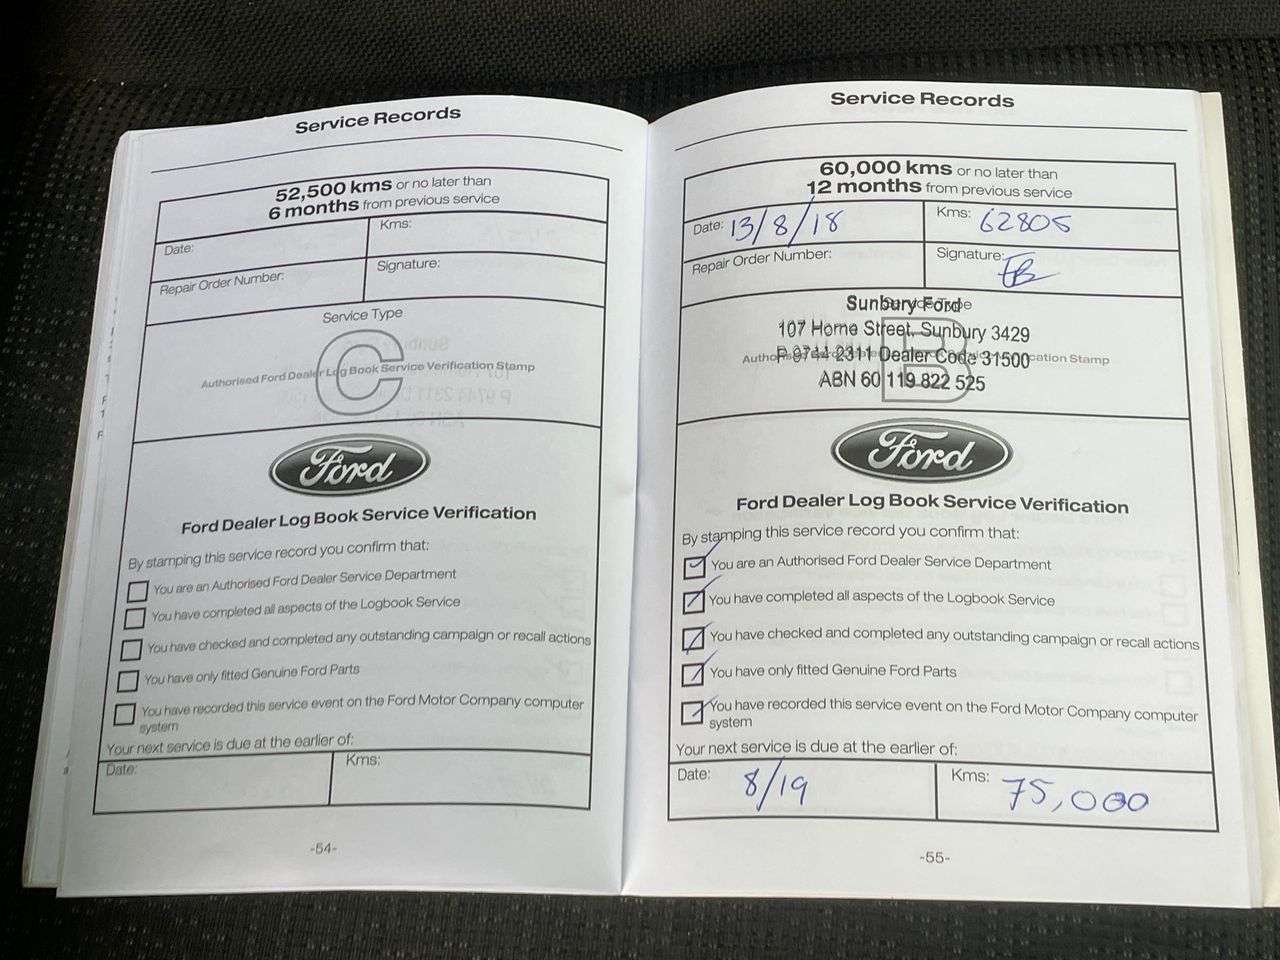 Service Records
52,500 kms or no later than
6 months from previous service
Date:
Kms:
Repair Order Number:
Signature:
Service Type
C
Authorised Ford Dealer Log Book Service Verification Stamp
Ford
Ford Dealer Log Book Service Verification
By stamping this service record you confirm that:
You are an Authorised Ford Dealer Service Department
You have completed all aspects of the Logbook Service
You have checked and completed any outstanding campaign or recall actions
You have only fitted Genuine Ford Parts
You have recorded this service event on the Ford Motor Company computer
system
Your next service is due at the earlier of:
Date:
Kms:
-54-
Service Records
60,000 kms or no later than
12 months from previous service
Date: 13/8/18
Kms: 62805
Repair Order Number:
Signature:
Sunbury Ford
107 Horne Street, Sunbury 3429
P 9744 2311 Dealer Code 31500
ABN 60 119 822 525
B
Ford
Ford Dealer Log Book Service Verification
By stamping this service record you confirm that:
You are an Authorised Ford Dealer Service Department
You have completed all aspects of the Logbook Service
You have checked and completed any outstanding campaign or recall actions
You have only fitted Genuine Ford Parts
You have recorded this service event on the Ford Motor Company computer
system
Your next service is due at the earlier of:
Date: 8/19
Kms: 75,000
-55-